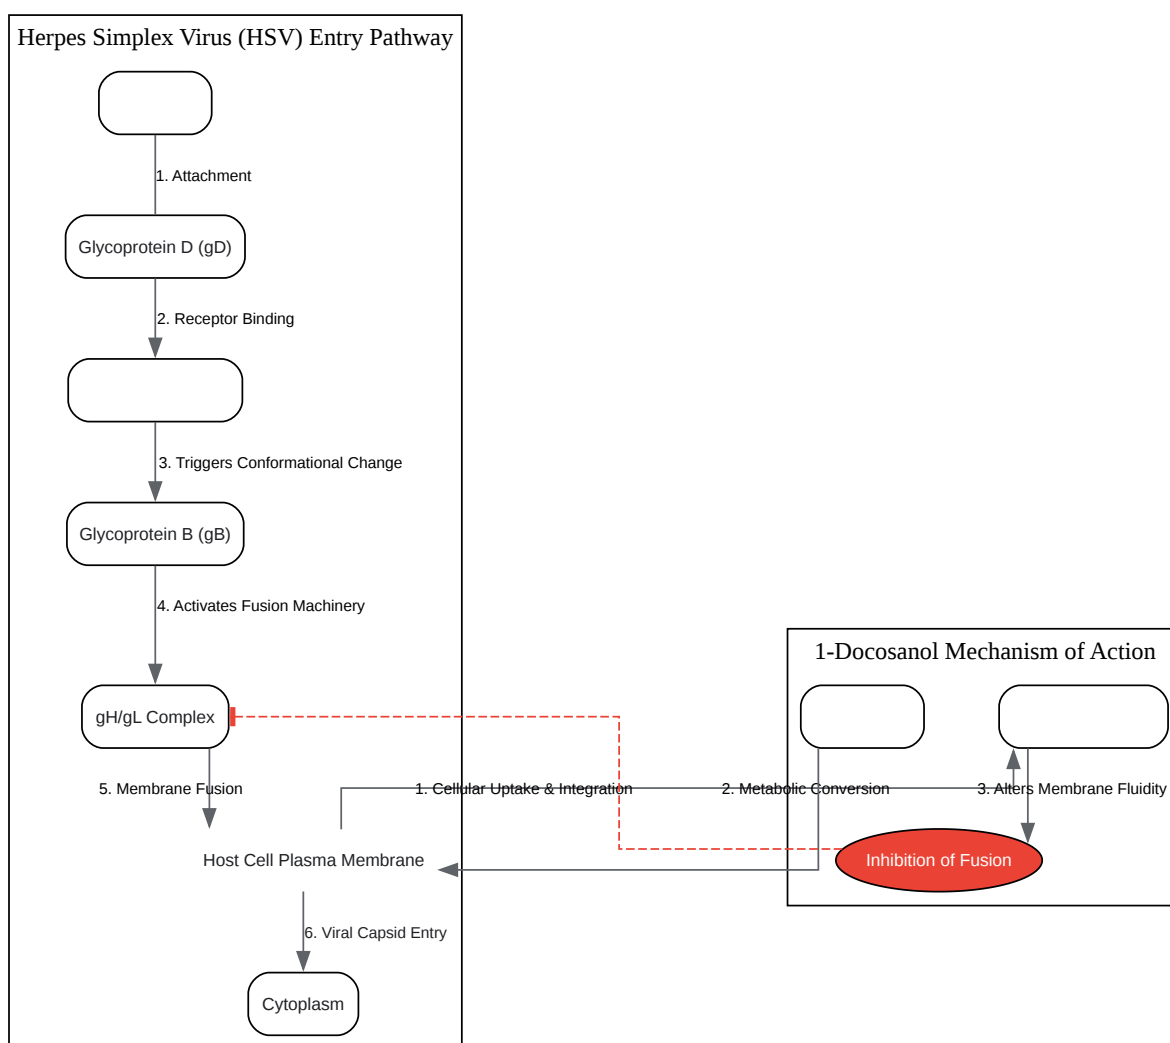 Herpes Simplex Virus (HSV) Entry Pathway
1. Attachment
Glycoprotein D (gD)
2. Receptor Binding
3. Triggers Conformational Change
Glycoprotein B (gB)
4. Activates Fusion Machinery
gH/gL Complex
5. Membrane Fusion
Host Cell Plasma Membrane
6. Viral Capsid Entry
Cytoplasm
1-Docosanol Mechanism of Action
1. Cellular Uptake & Integration
2. Metabolic Conversion
3. Alters Membrane Fluidity
Inhibition of Fusion